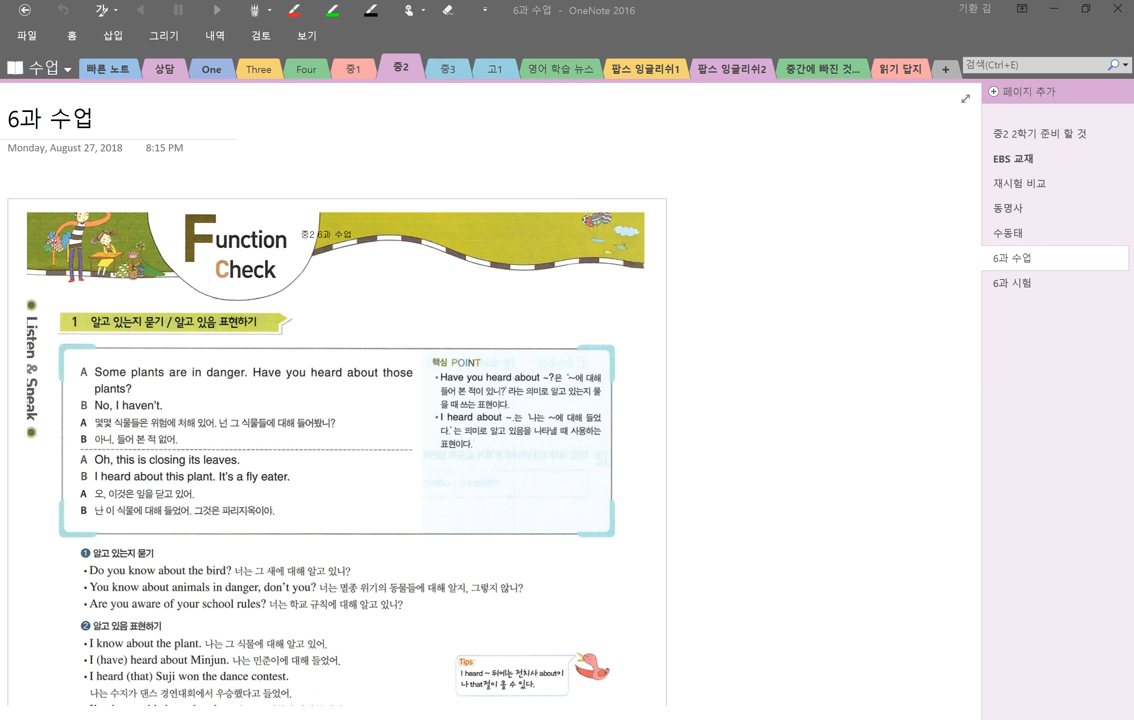 6과 수업 - OneNote 2016
기환 김
파일 홈 삽입 그리기 내역 검토 보기
수업 빠른 노트 상담 One Three Four 중1 중2 중3 고1 영어 학습 뉴스 팝스 잉글리쉬1 팝스 잉글리쉬2 중간에 빠진 것... 읽기 답지 + 검색(Ctrl+E)
페이지 추가
6과 수업
Monday, August 27, 2018 8:15 PM
중2 2학기 준비 할 것
EBS 교재
재시험 비교
동명사
수동태
6과 수업
6과 시험
Function
Check
중2 6과 수업
Listen & Speak
1 알고 있는지 묻기 / 알고 있음 표현하기
A Some plants are in danger. Have you heard about those
plants?
B No, I haven't.
A 몇몇 식물들은 위험에 처해 있어. 넌 그 식물들에 대해 들어봤니?
B 아니, 들어 본 적 없어.
A Oh, this is closing its leaves.
B I heard about this plant. It's a fly eater.
A 오, 이것은 잎을 닫고 있어.
B 난 이 식물에 대해 들었어. 그것은 파리지옥이야.
핵심 POINT
• Have you heard about ~?은 '~에 대해
들어 본 적이 있니?' 라는 의미로 알고 있는지 물
을 때 쓰는 표현이다.
• I heard about ~.는 '나는 ~에 대해 들었
다.' 는 의미로 알고 있음을 나타낼 때 사용하는
표현이다.
1 알고 있는지 묻기
• Do you know about the bird? 너는 그 새에 대해 알고 있니?
• You know about animals in danger, don't you? 너는 멸종 위기의 동물들에 대해 알지, 그렇지 않니?
• Are you aware of your school rules? 너는 학교 규칙에 대해 알고 있니?
2 알고 있음 표현하기
• I know about the plant. 나는 그 식물에 대해 알고 있어.
• I (have) heard about Minjun. 나는 민준이에 대해 들었어.
• I heard (that) Suji won the dance contest.
나는 수지가 댄스 경연대회에서 우승했다고 들었어.
Tips
I heard ~ 뒤에는 전치사 about이
나 that절이 올 수 있다.